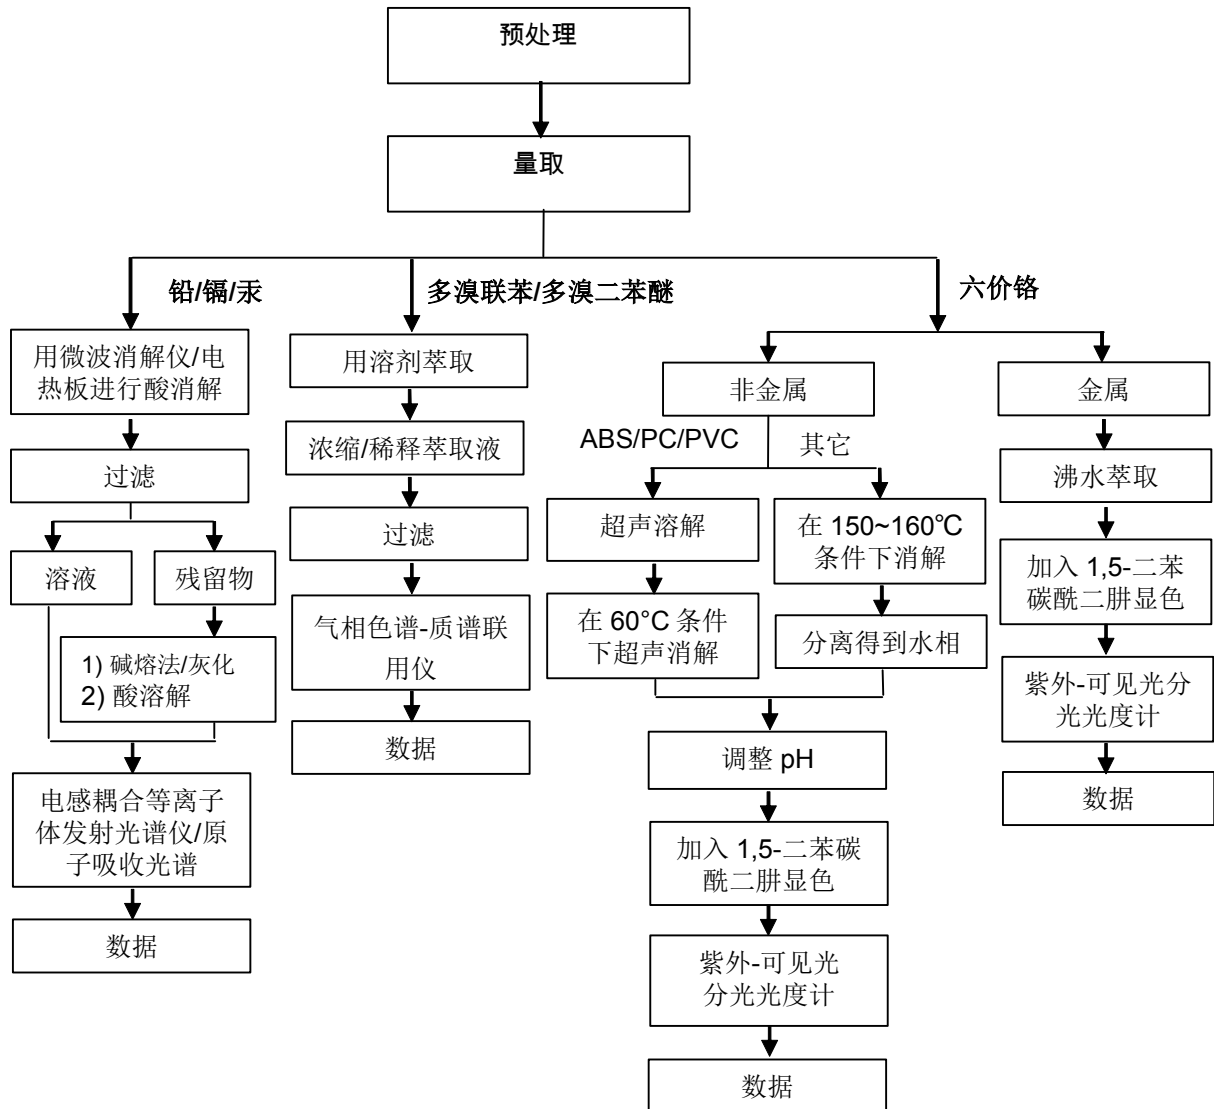 预处理
量取
铅/镉/汞
多溴联苯/多溴二苯醚
六价铬
用微波消解仪/电
热板进行酸消解
过滤
溶液
残留物
1) 碱熔法/灰化
2) 酸溶解
电感耦合等离子
体发射光谱仪/原
子吸收光谱
数据
用溶剂萃取
浓缩/稀释萃取液
过滤
气相色谱-质谱联
用仪
数据
非金属
ABS/PC/PVC
其它
超声溶解
在 60°C 条件
下超声消解
在 150~160℃
条件下消解
分离得到水相
调整 pH
加入 1,5-二苯碳
酰二肼显色
紫外-可见光
分光光度计
数据
金属
沸水萃取
加入 1,5-二苯
碳酰二肼显色
紫外-可见光分
光光度计
数据